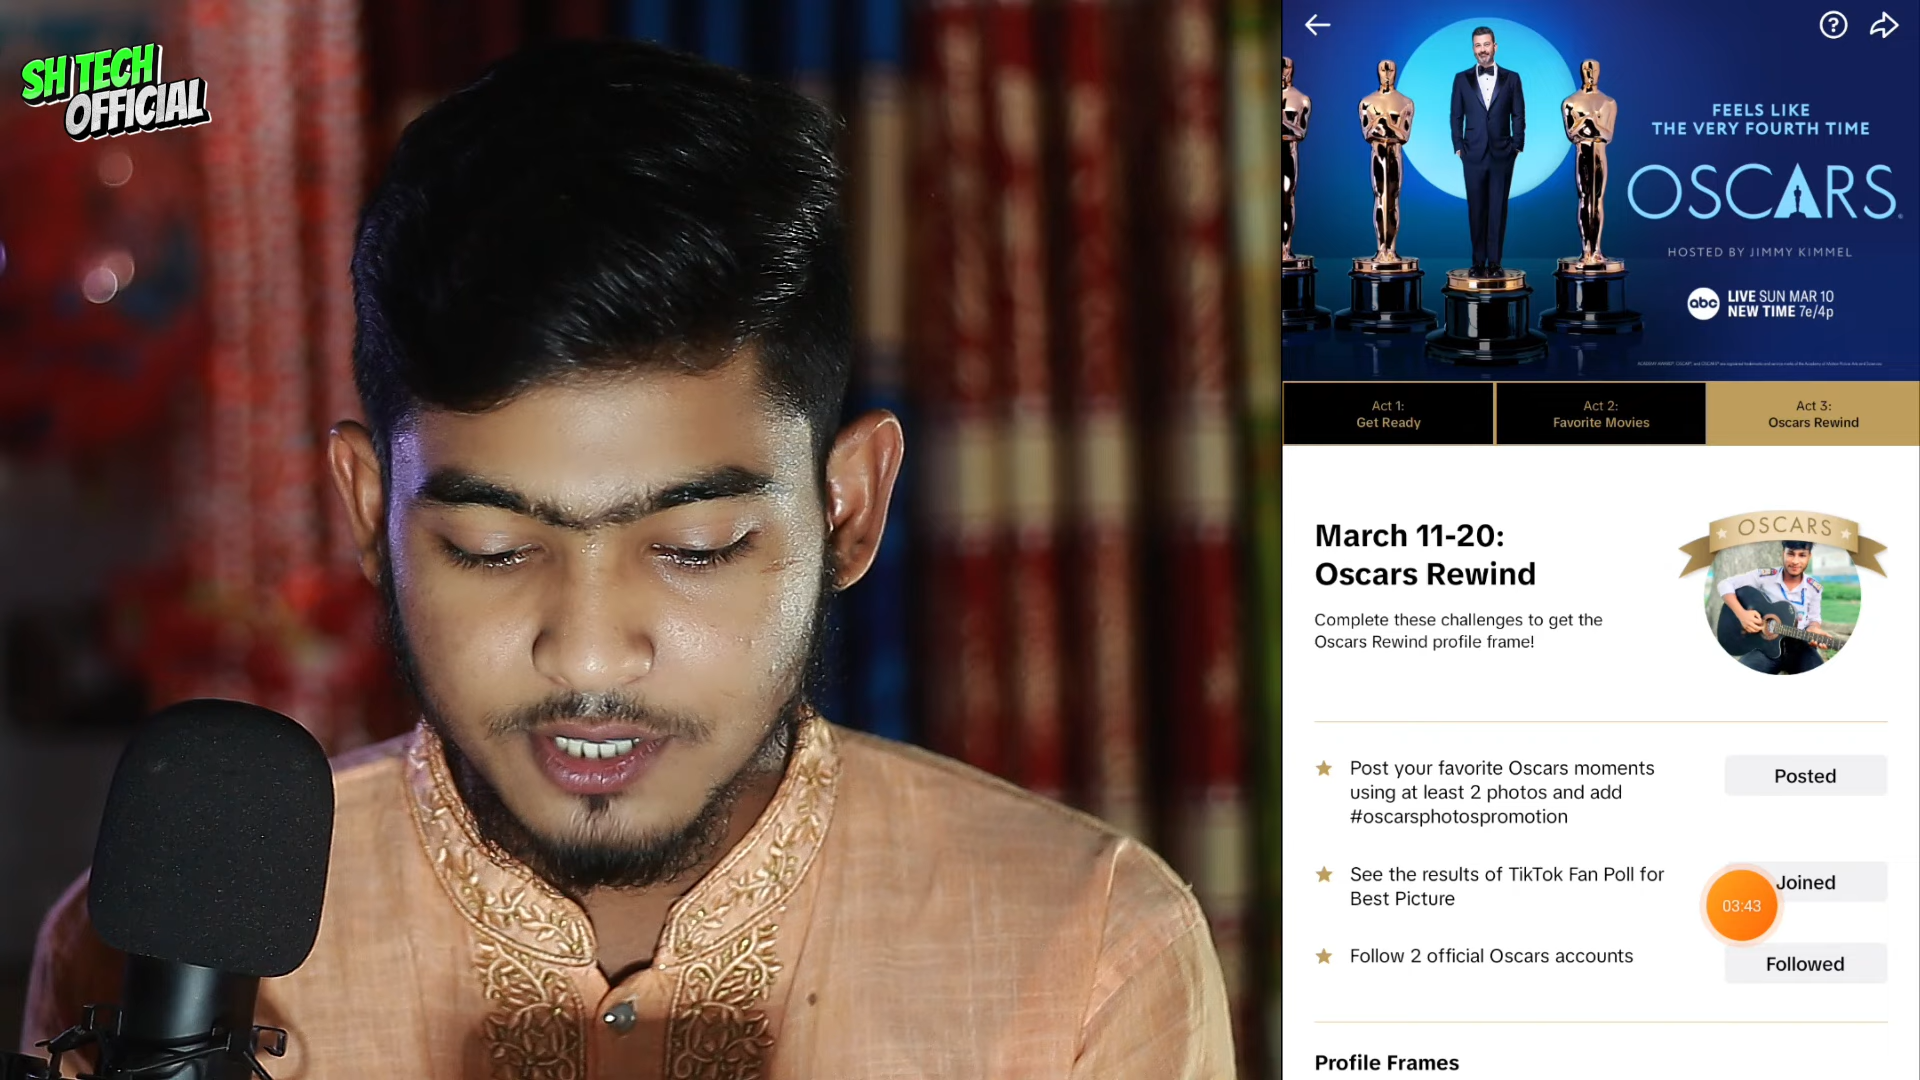 SH TECH
OFFICIAL
FEELS LIKE
THE VERY FOURTH TIME
OSCARS
HOSTED BY JIMMY KIMMEL
abc LIVE SUN MAR 10
NEW TIME 7e/4p
Act 1:
Get Ready
Act 2:
Favorite Movies
Act 3:
Oscars Rewind
March 11-20:
Oscars Rewind
Complete these challenges to get the
Oscars Rewind profile frame!
OSCARS
Post your favorite Oscars moments
using at least 2 photos and add
#oscarsphotospromotion
Posted
See the results of TikTok Fan Poll for
Best Picture
Joined
03:43
Follow 2 official Oscars accounts
Followed
Profile Frames